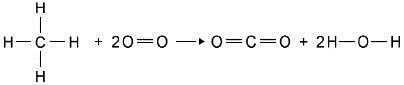 H
H—C—H + 2O=O → O=C=O + 2H—O—H
H